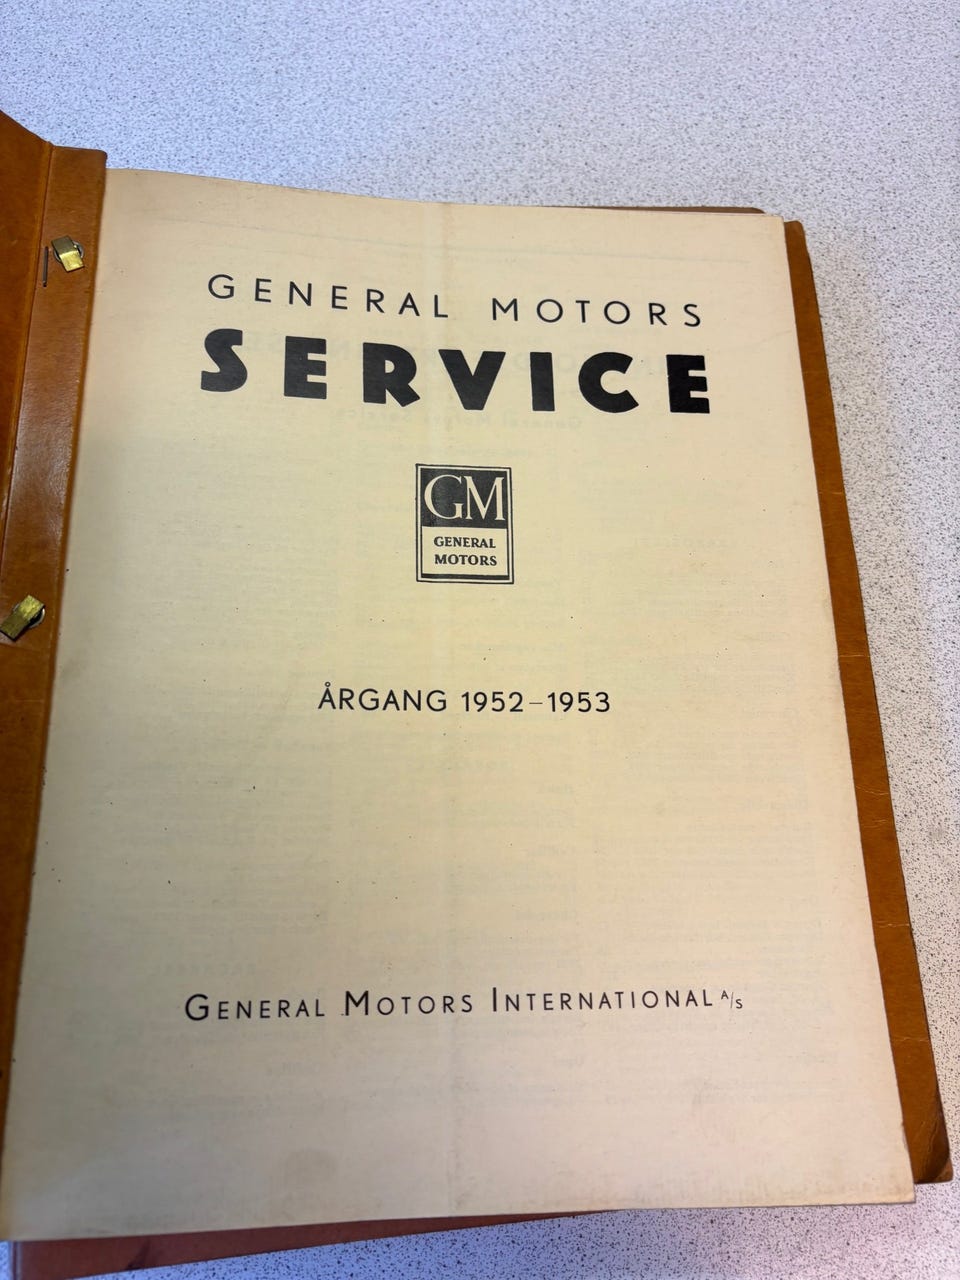 GENERAL MOTORS
SERVICE
GM
GENERAL
MOTORS
ÅRGANG 1952–1953
GENERAL MOTORS INTERNATIONAL A/S